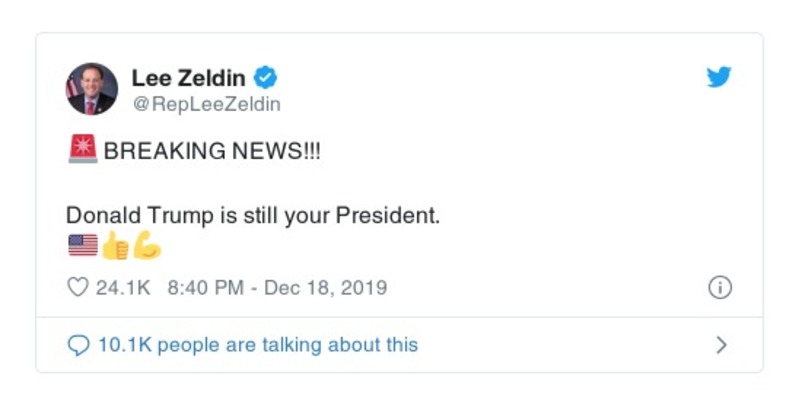 Lee Zeldin
@RepLeeZeldin
🚨 BREAKING NEWS!!!
Donald Trump is still your President.
🇺🇸👍💪
24.1K 8:40 PM - Dec 18, 2019
10.1K people are talking about this